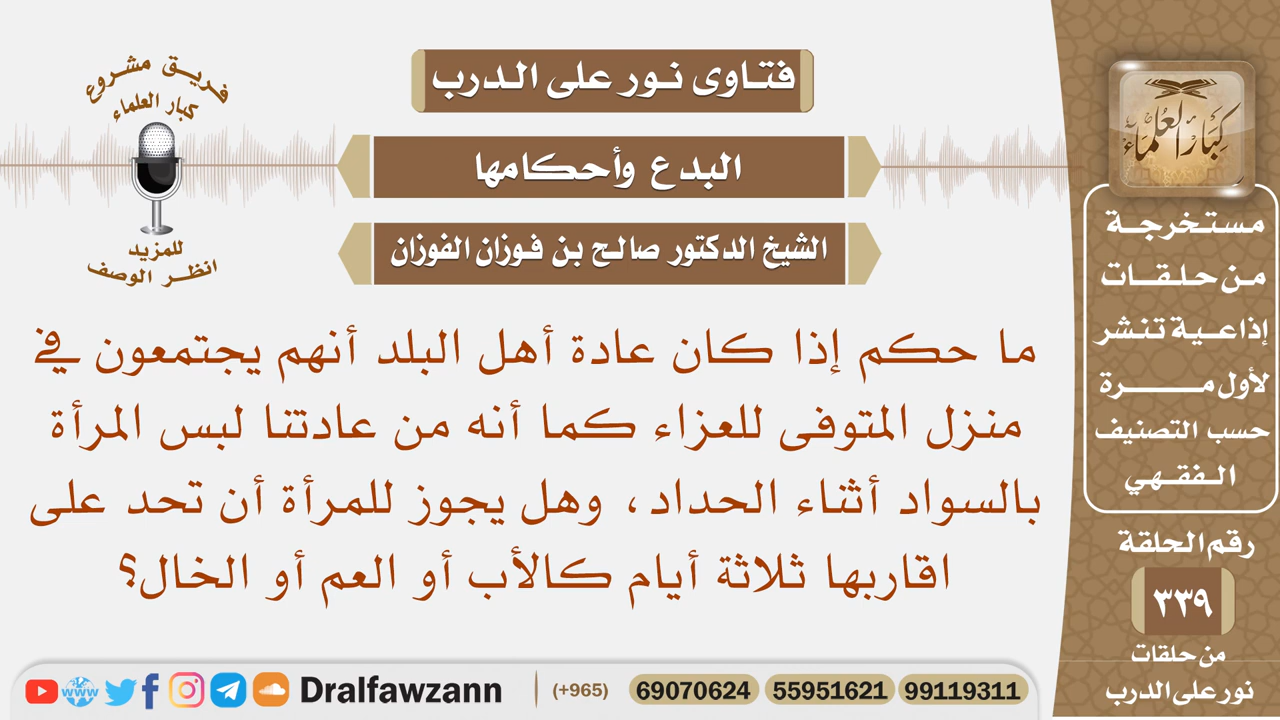 فتاوى نور على الدرب
البدع وأحكامها
الشيخ الدكتور صالح بن فوزان الفوزان
ما حكم إذا كان عادة أهل البلد أنهم يجتمعون في
منزل المتوفى للعزاء كما أنه من عادتنا لبس المرأة
بالسواد أثناء الحداد، وهل يجوز للمرأة أن تحد على
اقاربها ثلاثة أيام كالأب أو العم أو الخال؟
فريق مشروع
كبار العلماء
للمزيد
انظر الوصف
كبار العلماء
مستخرجة
من حلقات
إذاعية تنشر
لأول مرة
حسب التصنيف
الفقهي
رقم الحلقة
٣٣٩
من حلقات
نور على الدرب
www
Dralfawzann
(+965)
69070624
55951621
99119311